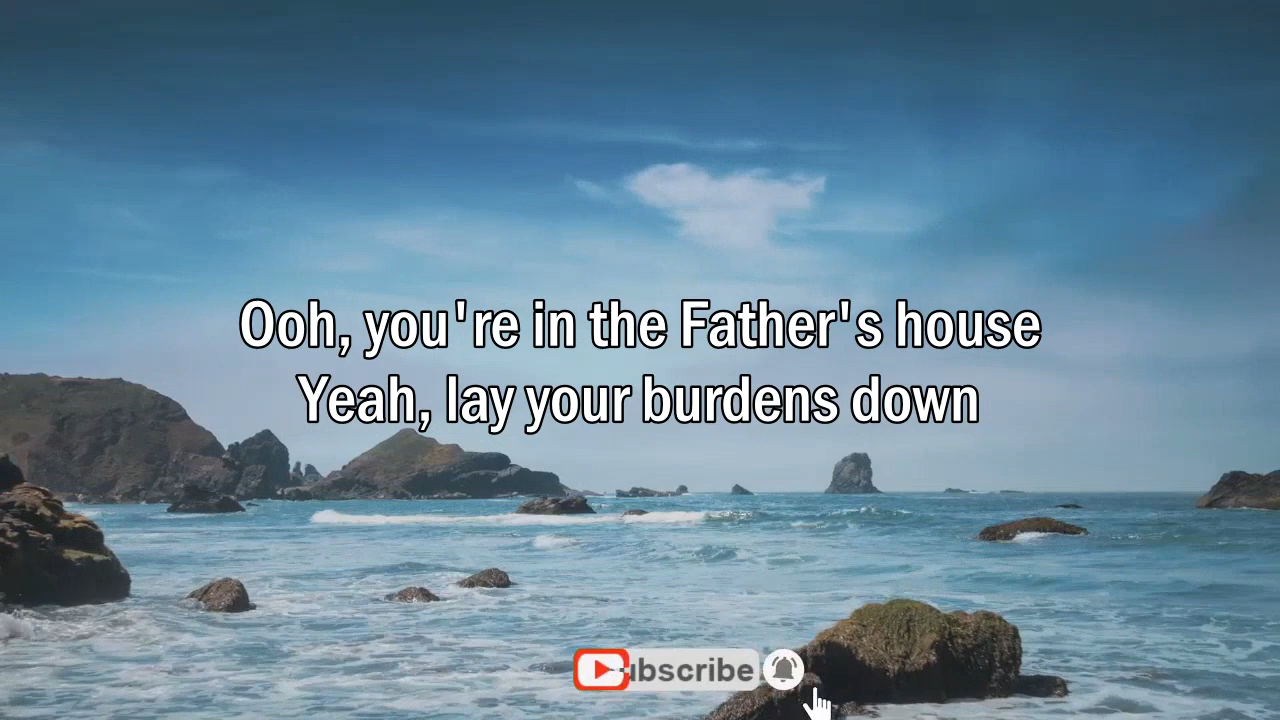 Ooh, you're in the Father's house
Yeah, lay your burdens down
ubscribe